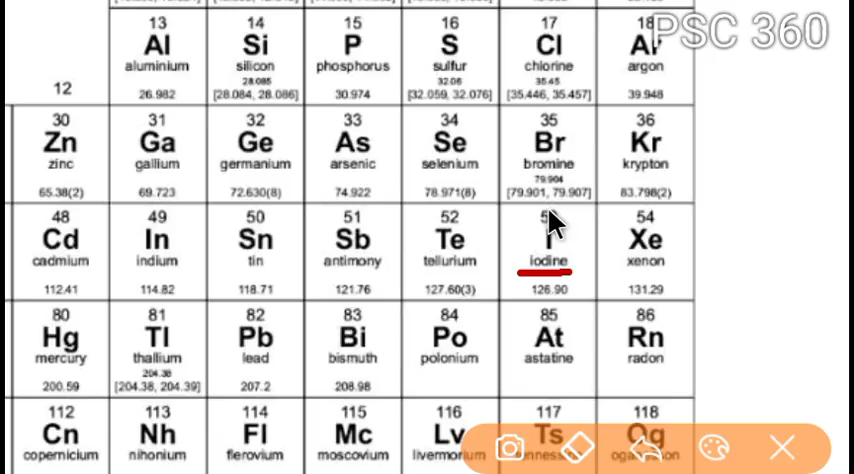 PSC 360
13 14 15 16 17 18
Al Si P S Cl Ar
aluminium silicon phosphorus sulfur chlorine argon
28.085 32.06 35.45
12 26.982 [28.084, 28.086] 30.974 [32.059, 32.076] [35.446, 35.457] 39.948
30 31 32 33 34 35 36
Zn Ga Ge As Se Br Kr
zinc gallium germanium arsenic selenium bromine krypton
79.904
65.38(2) 69.723 72.630(8) 74.922 78.971(8) [79.901, 79.907] 83.798(2)
48 49 50 51 52 54
Cd In Sn Sb Te I Xe
cadmium indium tin antimony tellurium iodine xenon
112.41 114.82 118.71 121.76 127.60(3) 126.90 131.29
80 81 82 83 84 85 86
Hg Tl Pb Bi Po At Rn
mercury thallium lead bismuth polonium astatine radon
204.38
200.59 [204.38, 204.39] 207.2 208.98
112 113 114 115 116 117 118
Cn Nh Fl Mc Lv Ts Og
copernicium nihonium flerovium moscovium livermorium